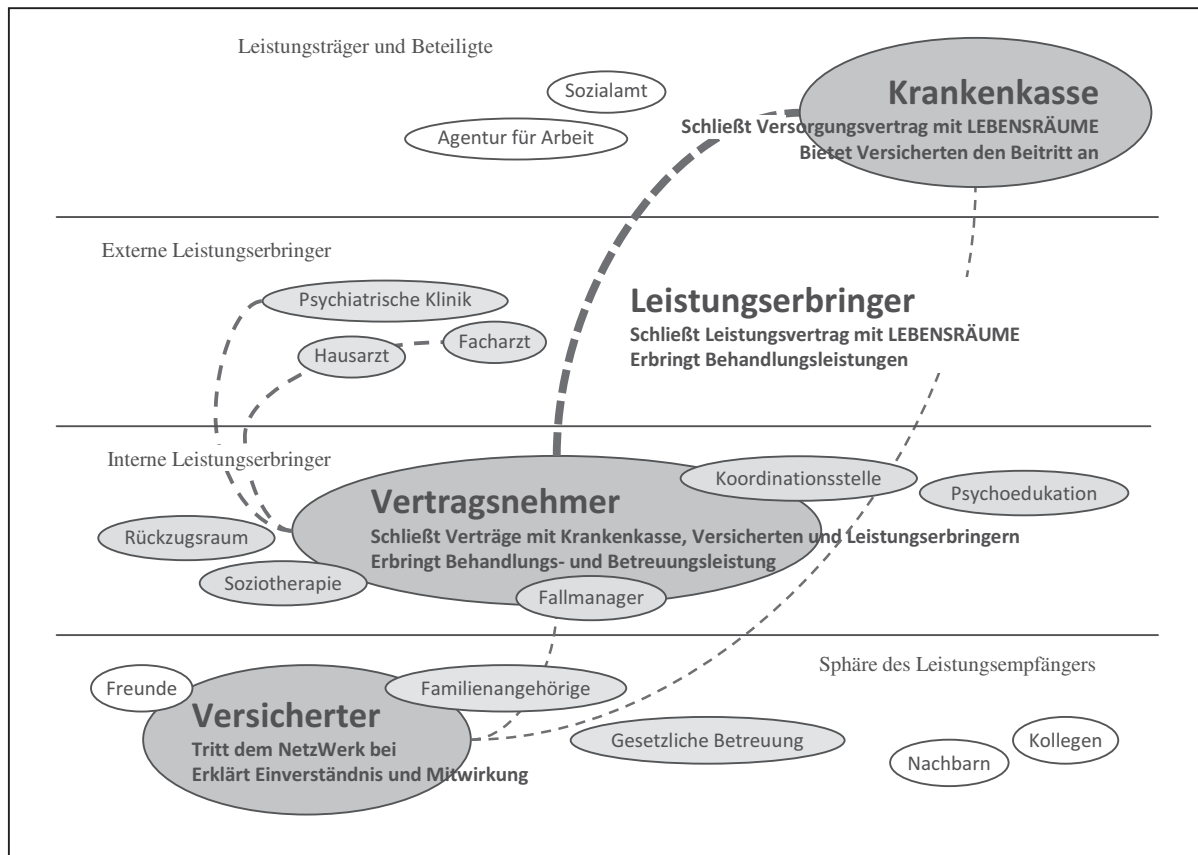 Leistungsträger und Beteiligte
Sozialamt
Agentur für Arbeit
Krankenkasse
Schließt Versorgungsvertrag mit LEBENSRÄUME
Bietet Versicherten den Beitritt an
Externe Leistungserbringer
Psychiatrische Klinik
Hausarzt
Facharzt
Leistungserbringer
Schließt Leistungsvertrag mit LEBENSRÄUME
Erbringt Behandlungsleistungen
Interne Leistungserbringer
Koordinationsstelle
Psychoedukation
Vertragsnehmer
Schließt Verträge mit Krankenkasse, Versicherten und Leistungserbringern
Erbringt Behandlungs- und Betreuungsleistung
Rückzugsraum
Soziotherapie
Fallmanager
Sphäre des Leistungsempfängers
Freunde
Familienangehörige
Versicherter
Tritt dem NetzWerk bei
Erklärt Einverständnis und Mitwirkung
Gesetzliche Betreuung
Kollegen
Nachbarn